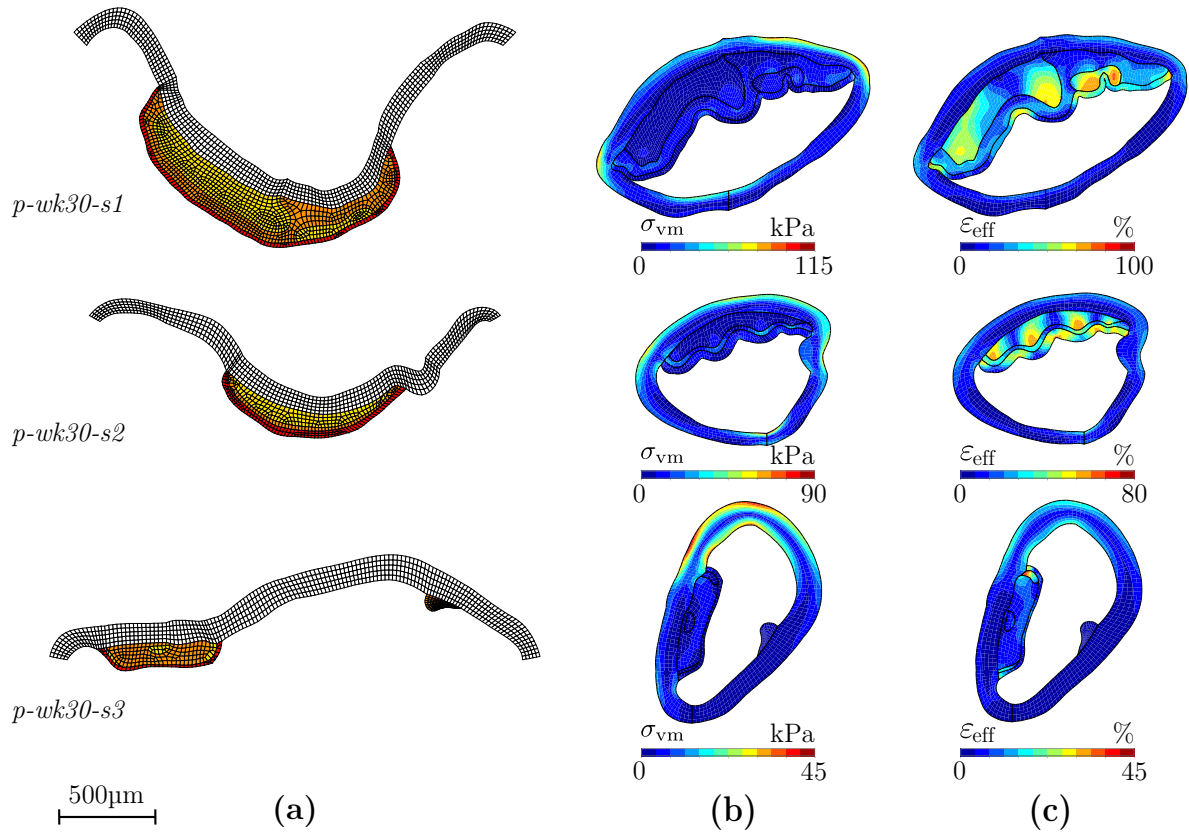 p-wk30-s1
σvm kPa
0 115
εeff %
0 100
p-wk30-s2
σvm kPa
0 90
εeff %
0 80
p-wk30-s3
σvm kPa
0 45
εeff %
0 45
500µm
(a)
(b)
(c)